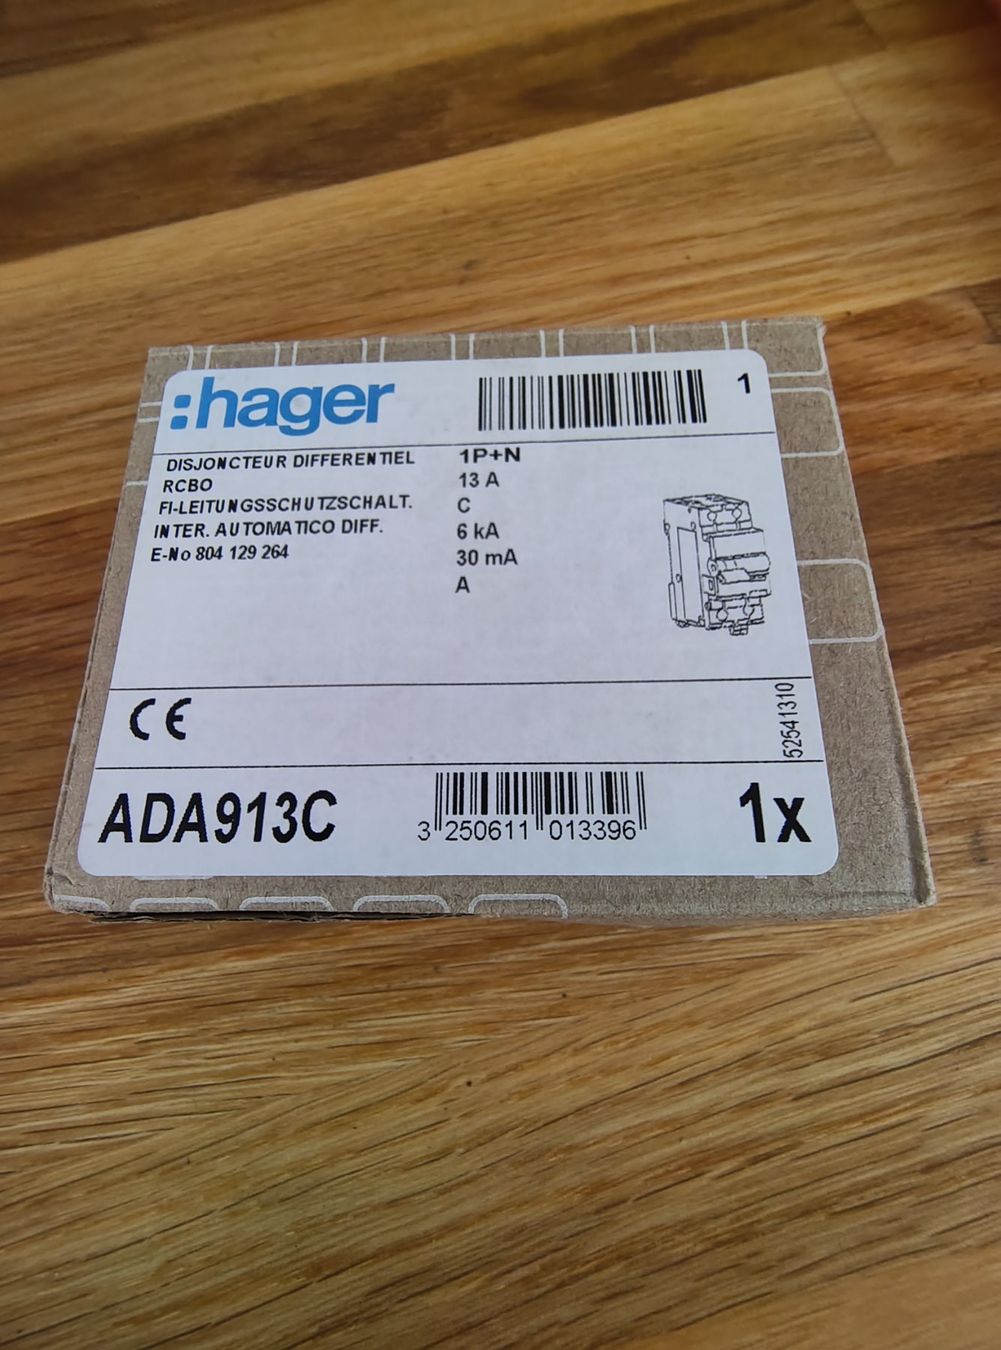 :hager
1
DISJONCTEUR DIFFERENTIEL
RCBO
FI-LEITUNGSSCHUTZSCHALT.
INTER. AUTOMATICO DIFF.
E-No 804 129 264
1P+N
13 A
C
6 kA
30 mA
A
CE
52541310
ADA913C
3 250611 013396
1x